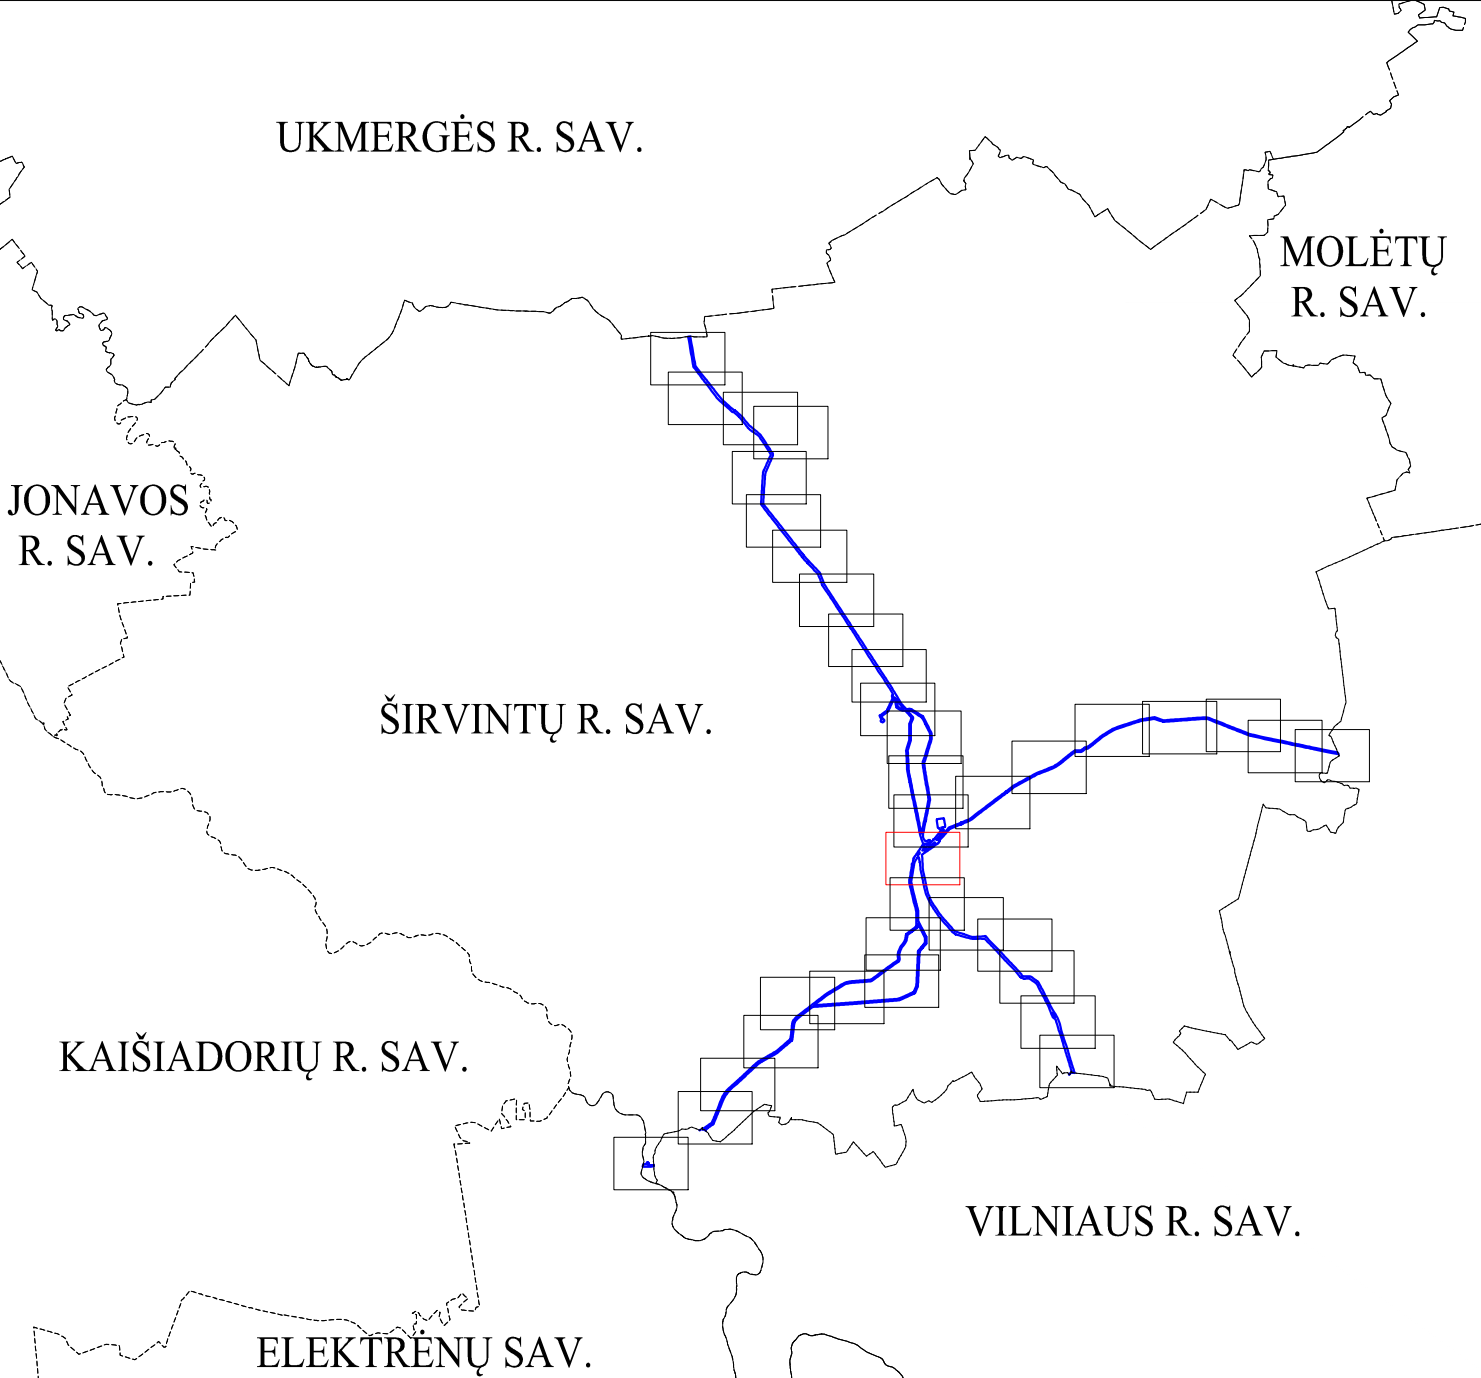 UKMERGĖS R. SAV.
MOLĖTŲ
R. SAV.
JONAVOS
R. SAV.
ŠIRVINTŲ R. SAV.
KAIŠIADORIŲ R. SAV.
VILNIAUS R. SAV.
ELEKTRĖNŲ SAV.